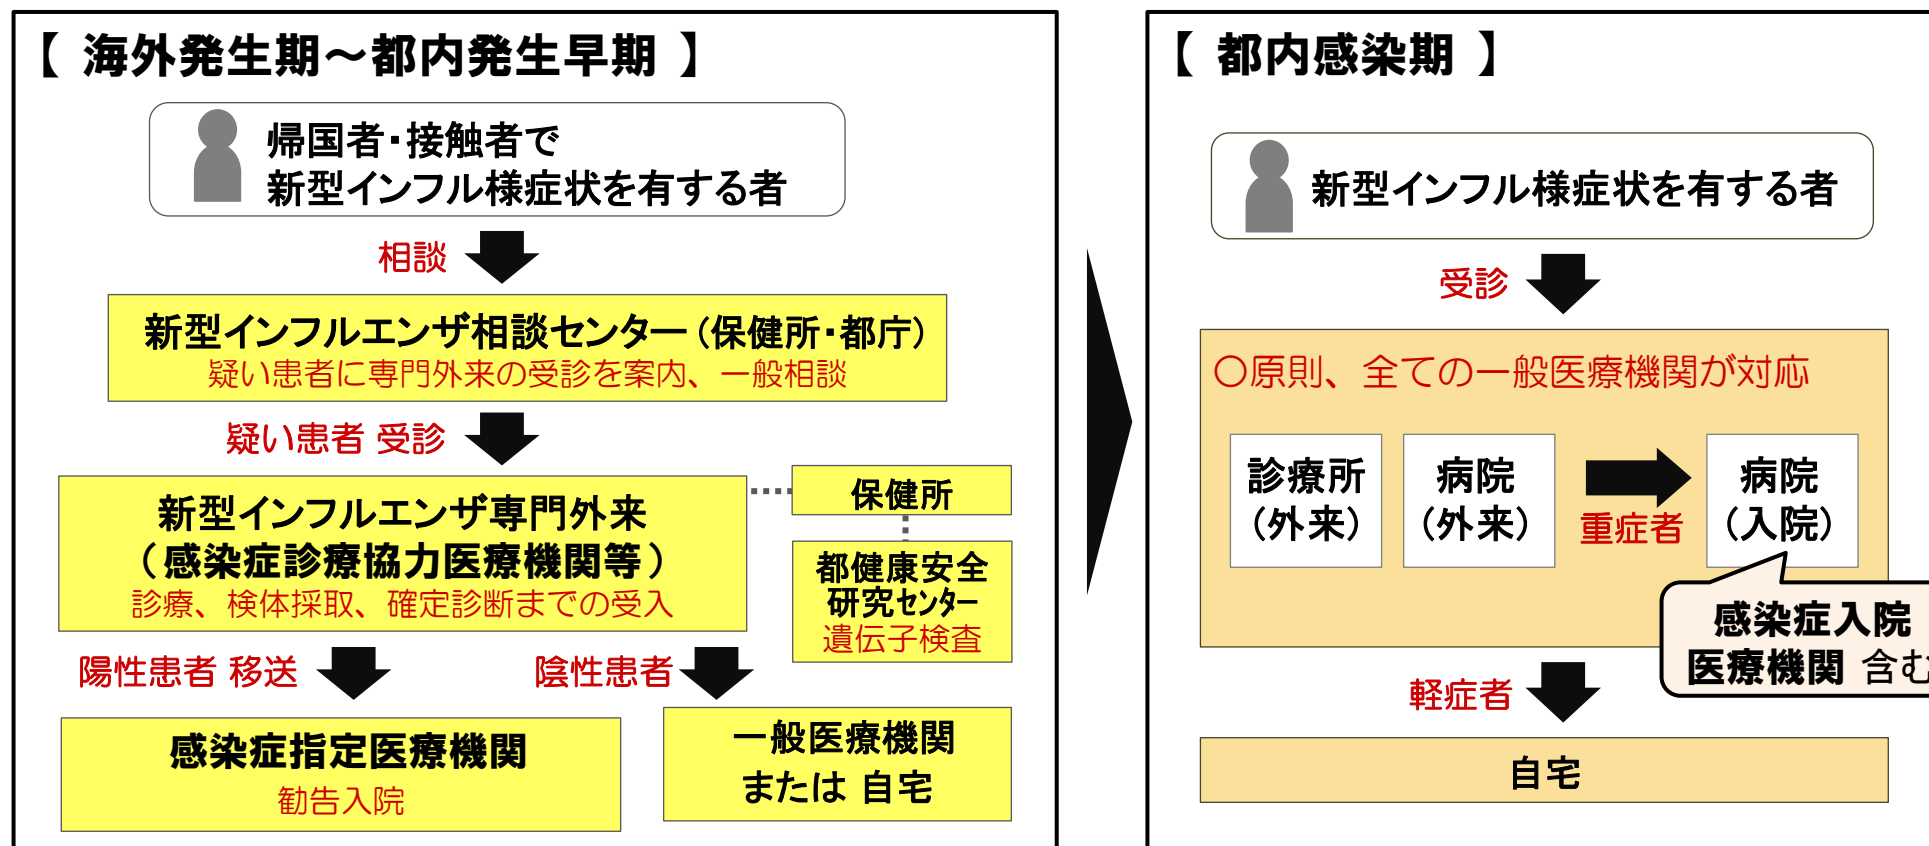 【 海外発生期～都内発生早期 】
帰国者・接触者で
新型インフル様症状を有する者
相談
新型インフルエンザ相談センター（保健所・都庁）
疑い患者に専門外来の受診を案内、一般相談
疑い患者 受診
新型インフルエンザ専門外来
（感染症診療協力医療機関等）
診療、検体採取、確定診断までの受入
保健所
都健康安全
研究センター
遺伝子検査
陽性患者 移送
陰性患者
感染症指定医療機関
勧告入院
一般医療機関
または 自宅
【 都内感染期 】
新型インフル様症状を有する者
受診
〇原則、全ての一般医療機関が対応
診療所
（外来）
病院
（外来）
重症者
病院
（入院）
感染症入院
医療機関 含む
軽症者
自宅